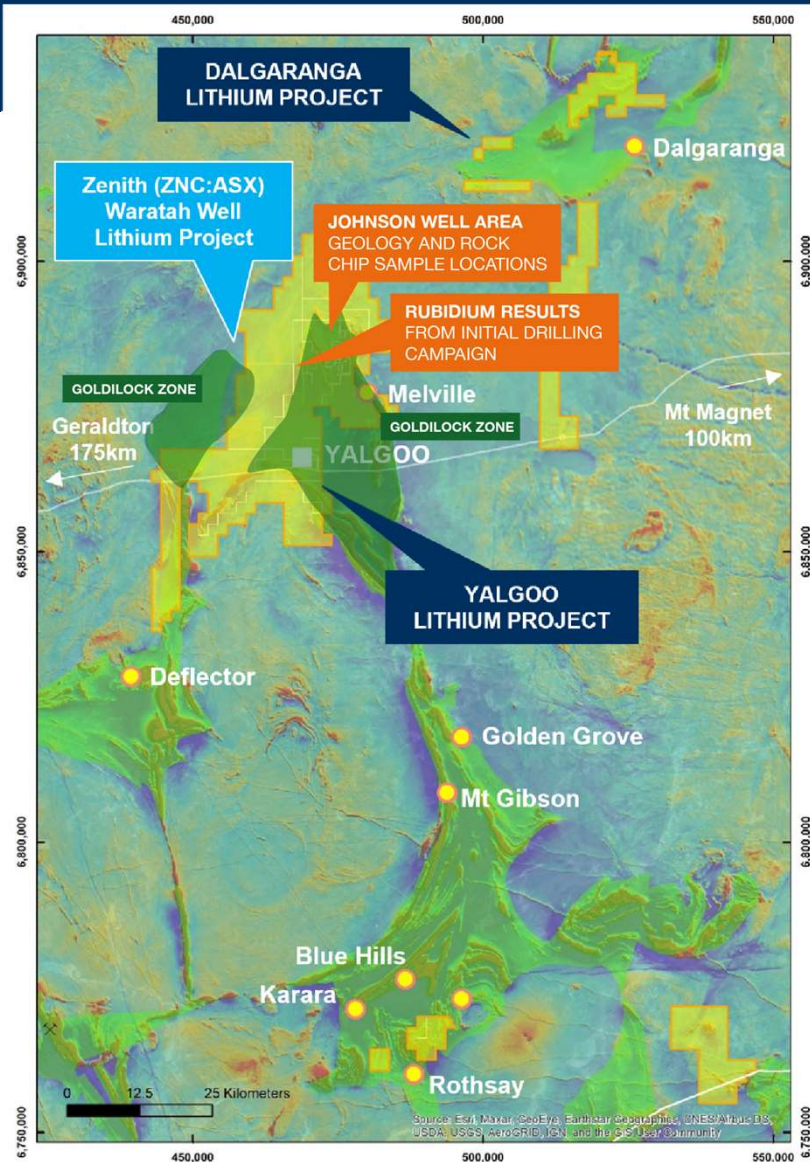 450,000
500,000
550,000
DALGARANGA
LITHIUM PROJECT
Dalgaranga
Zenith (ZNC:ASX)
Waratah Well
Lithium Project
JOHNSON WELL AREA
GEOLOGY AND ROCK
CHIP SAMPLE LOCATIONS
6,900,000
6,900,000
RUBIDIUM RESULTS
FROM INITIAL DRILLING
CAMPAIGN
GOLDILOCK ZONE
Melville
Geraldton
175km
GOLDILOCK ZONE
Mt Magnet
100km
YALGOO
6,850,000
6,850,000
YALGOO
LITHIUM PROJECT
Deflector
Golden Grove
Mt Gibson
6,800,000
6,800,000
Blue Hills
Karara
Rothsay
0 12.5 25 Kilometers
Source: Esri, Maxar, GeoEye, Earthstar Geographics, CNES/Airbus DS,
USDA, USGS, AeroGRID, IGN, and the GIS User Community
6,750,000
6,750,000
450,000
500,000
550,000